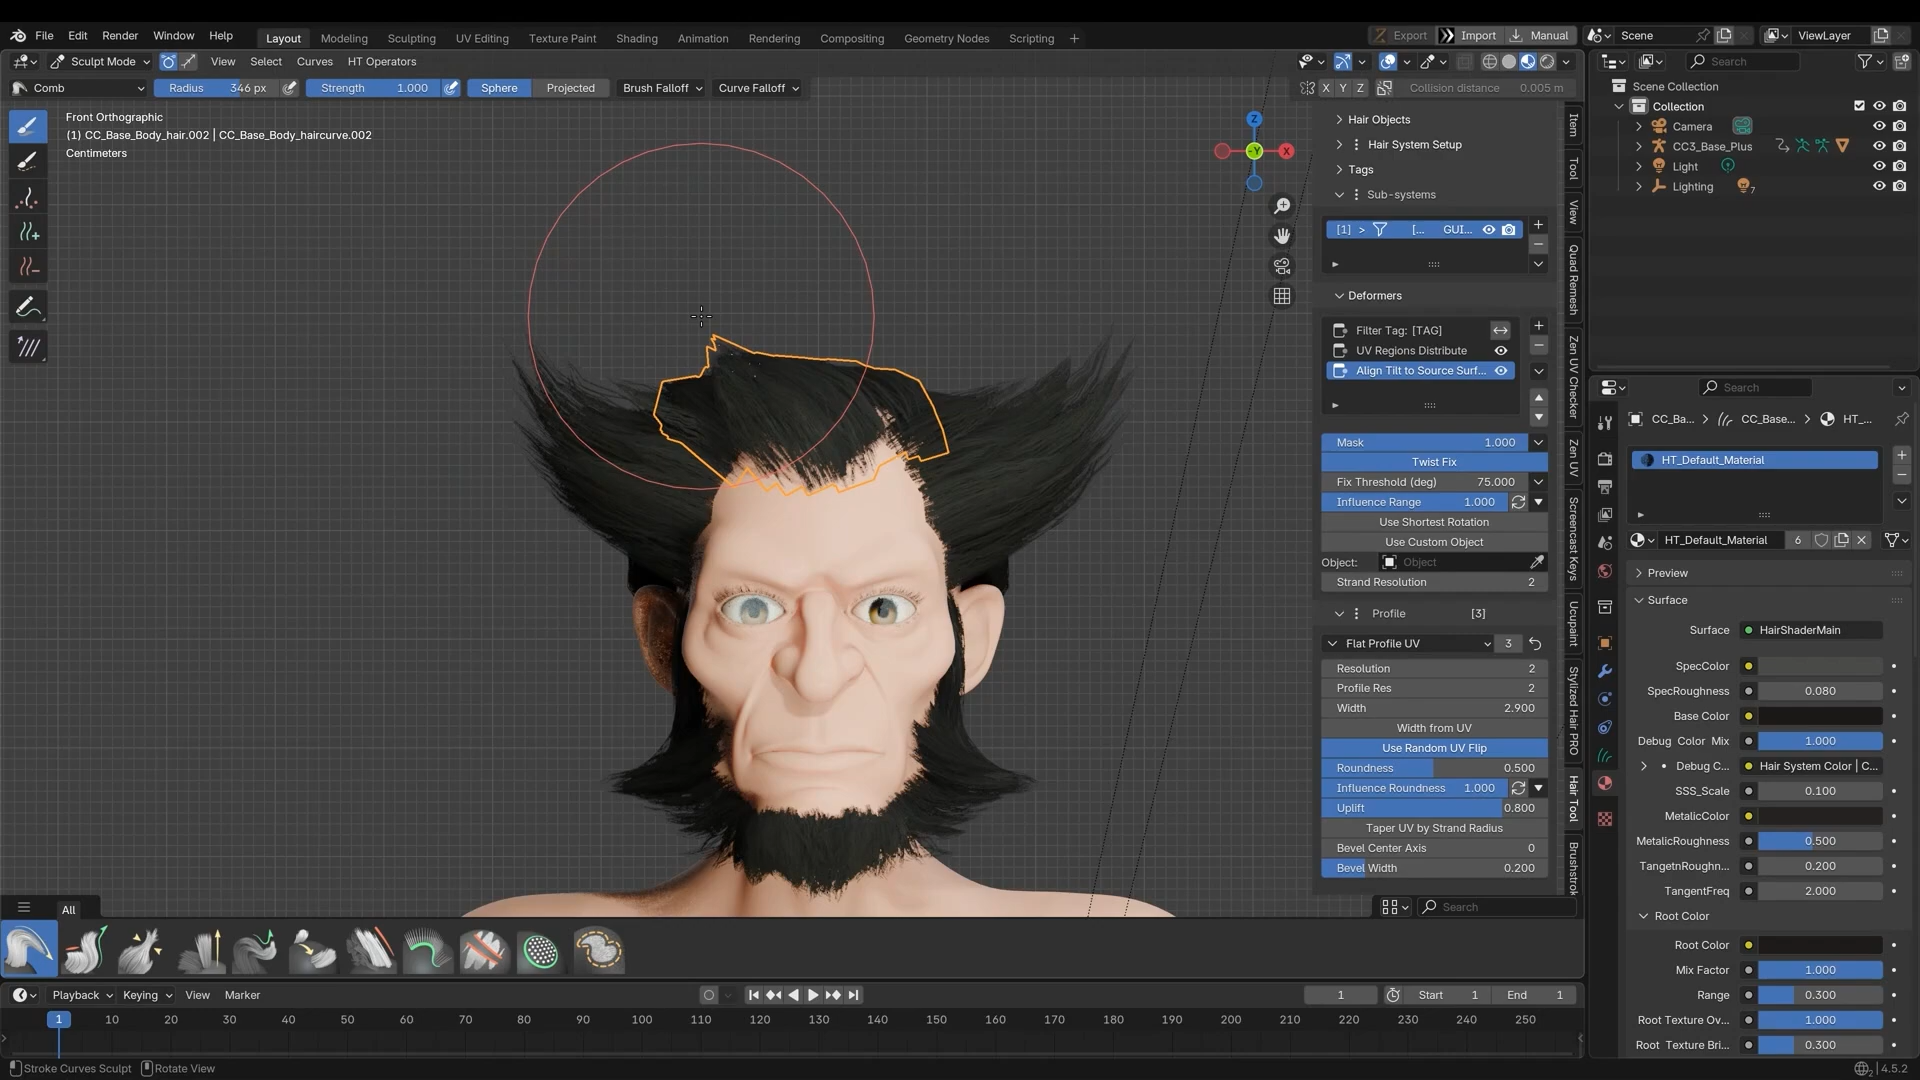 File Edit Render Window Help Layout Modeling Sculpting UV Editing Texture Paint Shading Animation Rendering Compositing Geometry Nodes Scripting + Export Import Manual Scene ViewLayer
Sculpt Mode View Select Curves HT Operators Search
Comb Radius 346 px Strength 1.000 Sphere Projected Brush Falloff Curve Falloff X Y Z Collision distance 0.005 m
Scene Collection
Collection
Camera
CC3_Base_Plus
Light
Lighting 7
Front Orthographic
(1) CC_Base_Body_hair.002 | CC_Base_Body_haircurve.002
Centimeters
Z
-Y X
Hair Objects
Hair System Setup
Tags
Sub-systems
[1] > [... GUI...
Deformers
Filter Tag: [TAG]
UV Regions Distribute
Align Tilt to Source Surf...
Mask 1.000
Twist Fix
Fix Threshold (deg) 75.000
Influence Range 1.000
Use Shortest Rotation
Use Custom Object
Object: Object
Strand Resolution 2
Profile [3]
Flat Profile UV 3
Resolution 2
Profile Res 2
Width 2.900
Width from UV
Use Random UV Flip
Roundness 0.500
Influence Roundness 1.000
Uplift 0.800
Taper UV by Strand Radius
Bevel Center Axis 0
Bevel Width 0.200
Search
Item
Tool
View
Quad Remesh
Zen UV Checker
Zen UV
Screencast Keys
Ucupaint
Stylized Hair PRO
Hair Tool
Brushstrok
Search
CC_Ba... > CC_Base... > HT_...
HT_Default_Material
HT_Default_Material 6
Preview
Surface
Surface HairShaderMain
SpecColor
SpecRoughness 0.080
Base Color
Debug Color Mix 1.000
Debug C... Hair System Color | C...
SSS_Scale 0.100
MetalicColor
MetalicRoughness 0.500
TangetnRoughn... 0.200
TangentFreq 2.000
Root Color
Root Color
Mix Factor 1.000
Range 0.300
Root Texture Ov... 1.000
Root Texture Bri... 0.300
All
Playback Keying View Marker 1 Start 1 End 1
1 10 20 30 40 50 60 70 80 90 100 110 120 130 140 150 160 170 180 190 200 210 220 230 240 250
Stroke Curves Sculpt Rotate View 4.5.2